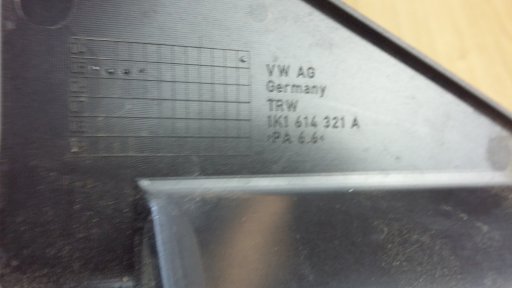 VW AG
Germany
TRW
1K1 614 321 A
>PA 6.6<